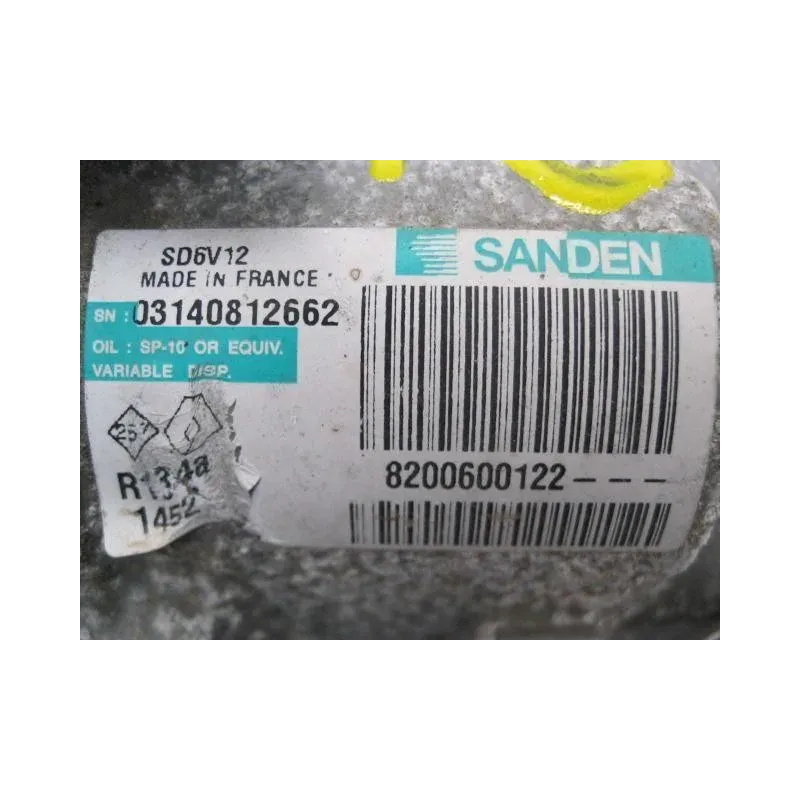 SD6V12
MADE IN FRANCE
SANDEN
SN : 03140812662
OIL : SP-10 OR EQUIV.
VARIABLE DISP.
R134a
1452
8200600122---